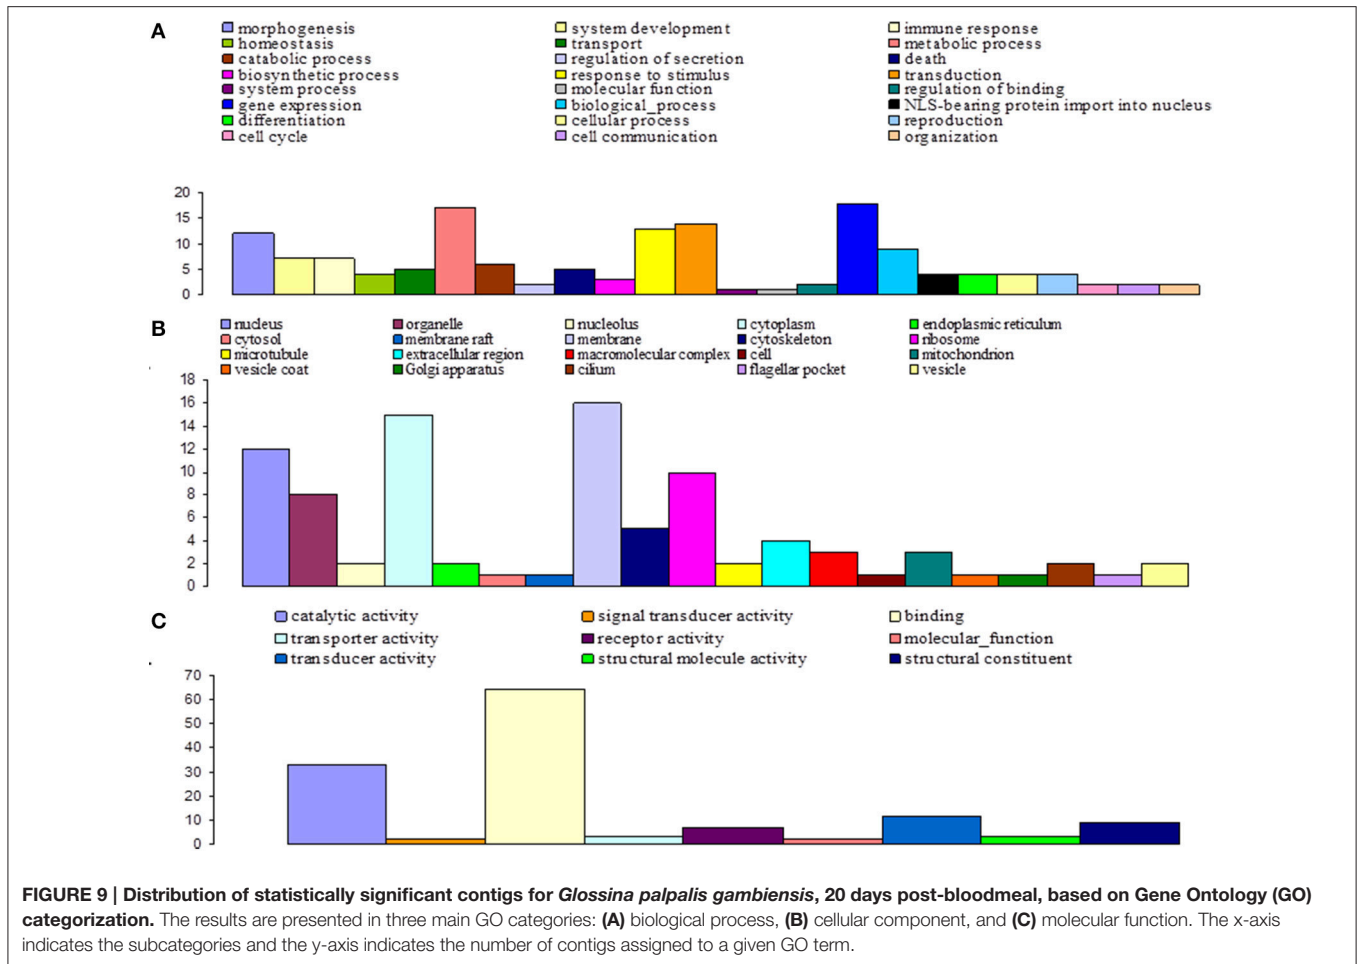 A
morphogenesis system development immune response
homeostasis transport metabolic process
catabolic process regulation of secretion death
biosynthetic process response to stimulus transduction
system process molecular function regulation of binding
gene expression biological_process NLS-bearing protein import into nucleus
differentiation cellular process reproduction
cell cycle cell communication organization
20
15
10
5
0
B
nucleus organelle nucleolus cytoplasm endoplasmic reticulum
cytosol membrane raft membrane cytoskeleton ribosome
microtubule extracellular region macromolecular complex cell mitochondrion
vesicle coat Golgi apparatus cilium flagellar pocket vesicle
18
16
14
12
10
8
6
4
2
0
C
catalytic activity signal transducer activity binding
transporter activity receptor activity molecular_function
transducer activity structural molecule activity structural constituent
70
60
50
40
30
20
10
0
FIGURE 9 | Distribution of statistically significant contigs for Glossina palpalis gambiensis, 20 days post-bloodmeal, based on Gene Ontology (GO)
categorization. The results are presented in three main GO categories: (A) biological process, (B) cellular component, and (C) molecular function. The x-axis
indicates the subcategories and the y-axis indicates the number of contigs assigned to a given GO term.